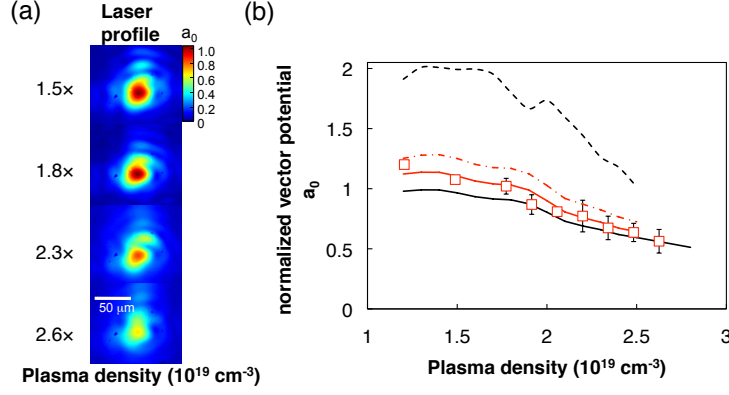 (a)
Laser
profile
a₀
1.0
0.8
0.6
0.4
0.2
0
1.5×
1.8×
2.3×
2.6×
50 μm
Plasma density (10¹⁹ cm⁻³)
(b)
normalized vector potential
a₀
2
1.5
1
0.5
0
1
1.5
2
2.5
3
Plasma density (10¹⁹ cm⁻³)